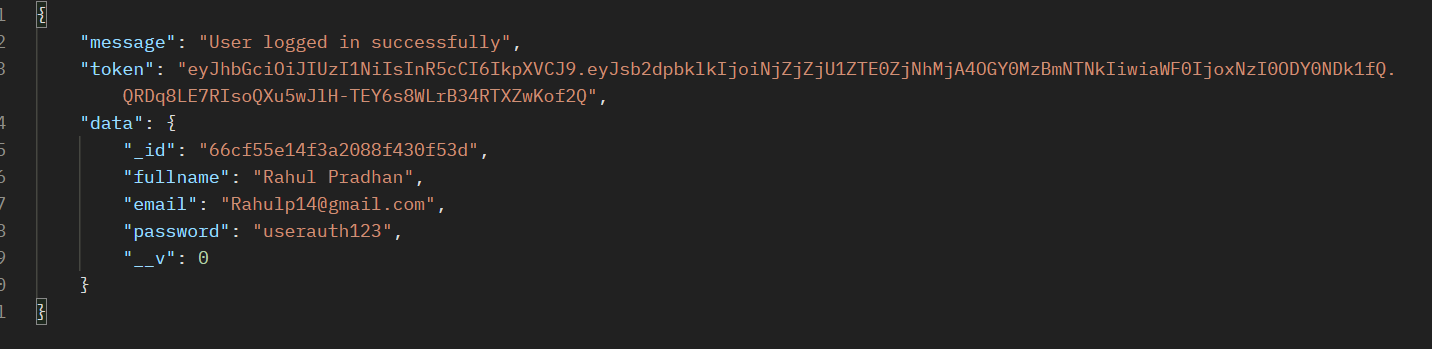 1 {
2 "message": "User logged in successfully",
3 "token": "eyJhbGciOiJIUzI1NiIsInR5cCI6IkpXVCJ9.eyJsb2dpbklkIjoiNjZjZjU1ZTE0ZjNhMjA4OGY0MzBmNTNkIiwiaWF0IjoxNzI0ODY0NDk1fQ.
QRDq8LE7RIsoQXu5wJlH-TEY6s8WLrB34RTXZwKof2Q",
4 "data": {
5 "_id": "66cf55e14f3a2088f430f53d",
6 "fullname": "Rahul Pradhan",
7 "email": "Rahulp14@gmail.com",
8 "password": "userauth123",
9 "__v": 0
0 }
1 }